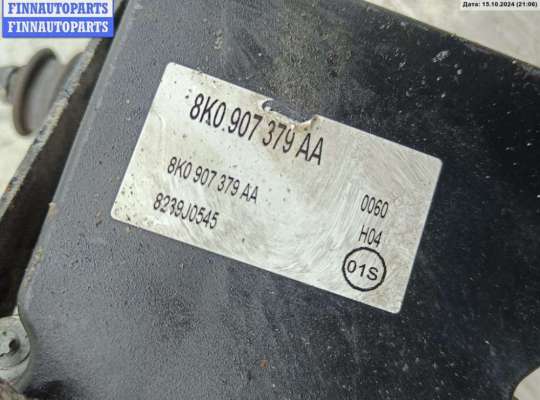 FINNAUTOPARTS
FINNAUTOPARTS
Дата: 15.10.2024 (21:06)
8K0 907 379 AA
8K0 907 379 AA
0060
8239J0545
H04
01S